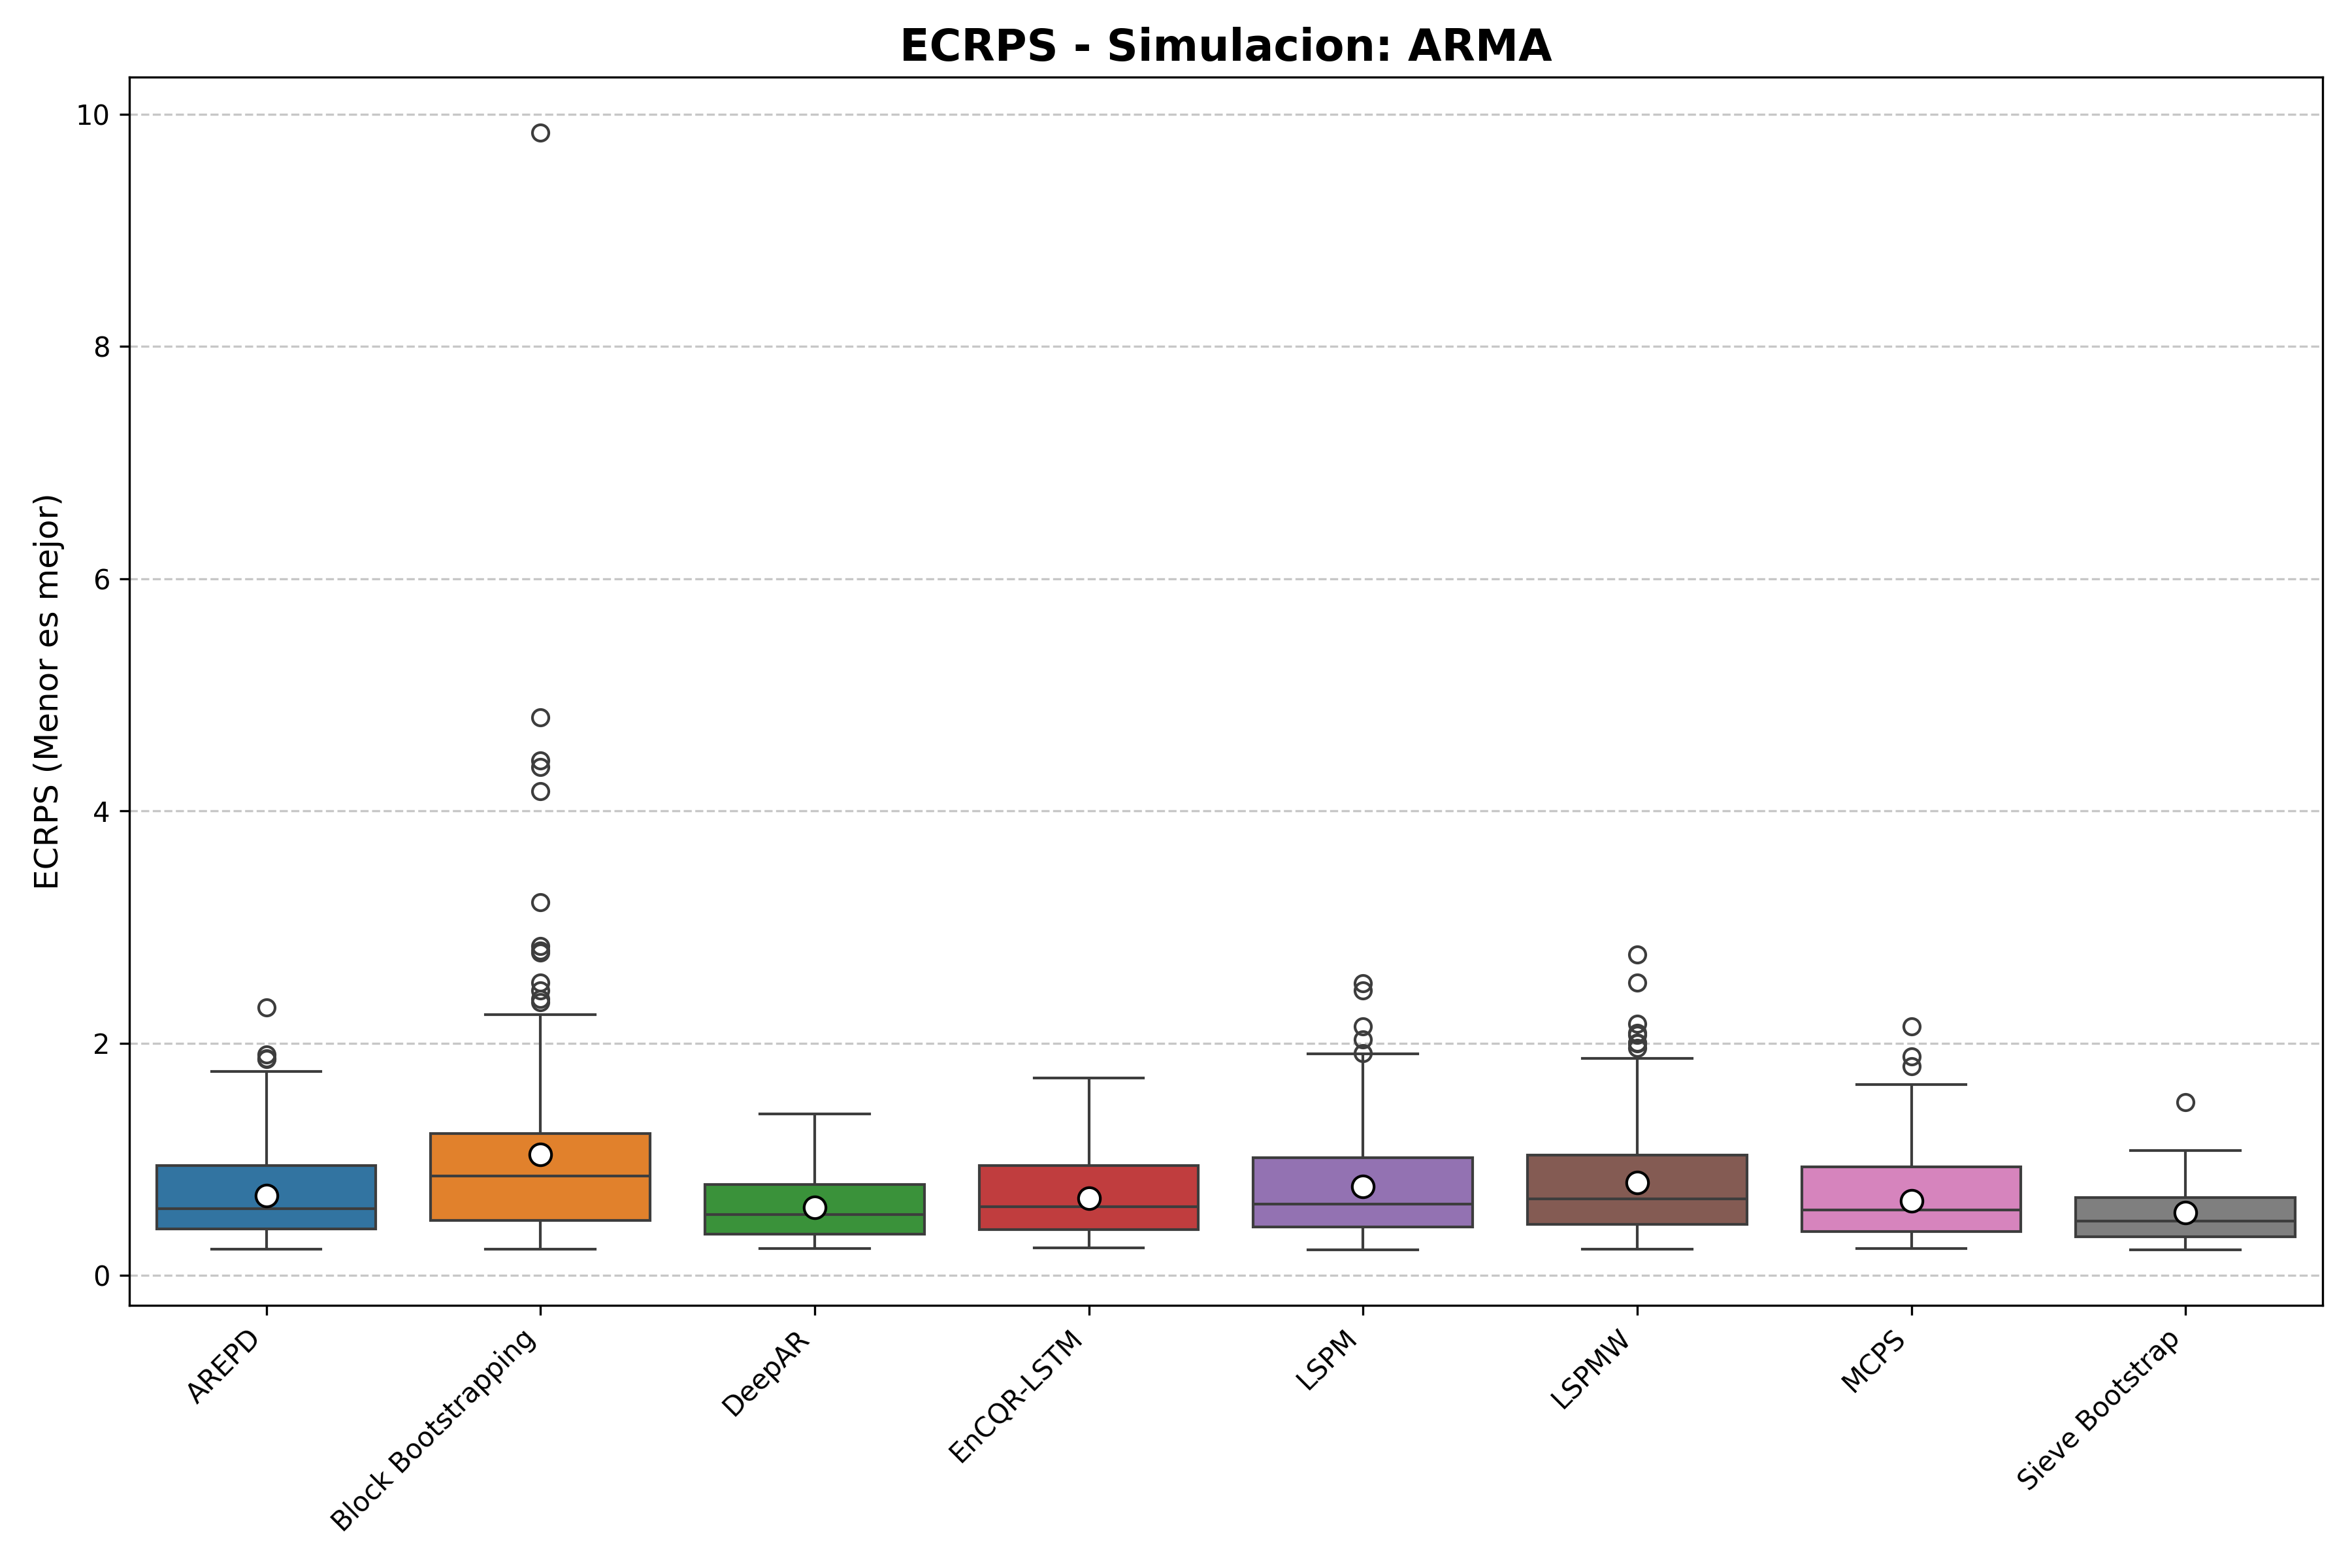 ECRPS - Simulacion: ARMA
ECRPS (Menor es mejor)
10
8
6
4
2
0
AREPD
Block Bootstrapping
DeepAR
EnCQR-LSTM
LSPM
LSPMW
MCPS
Sieve Bootstrap